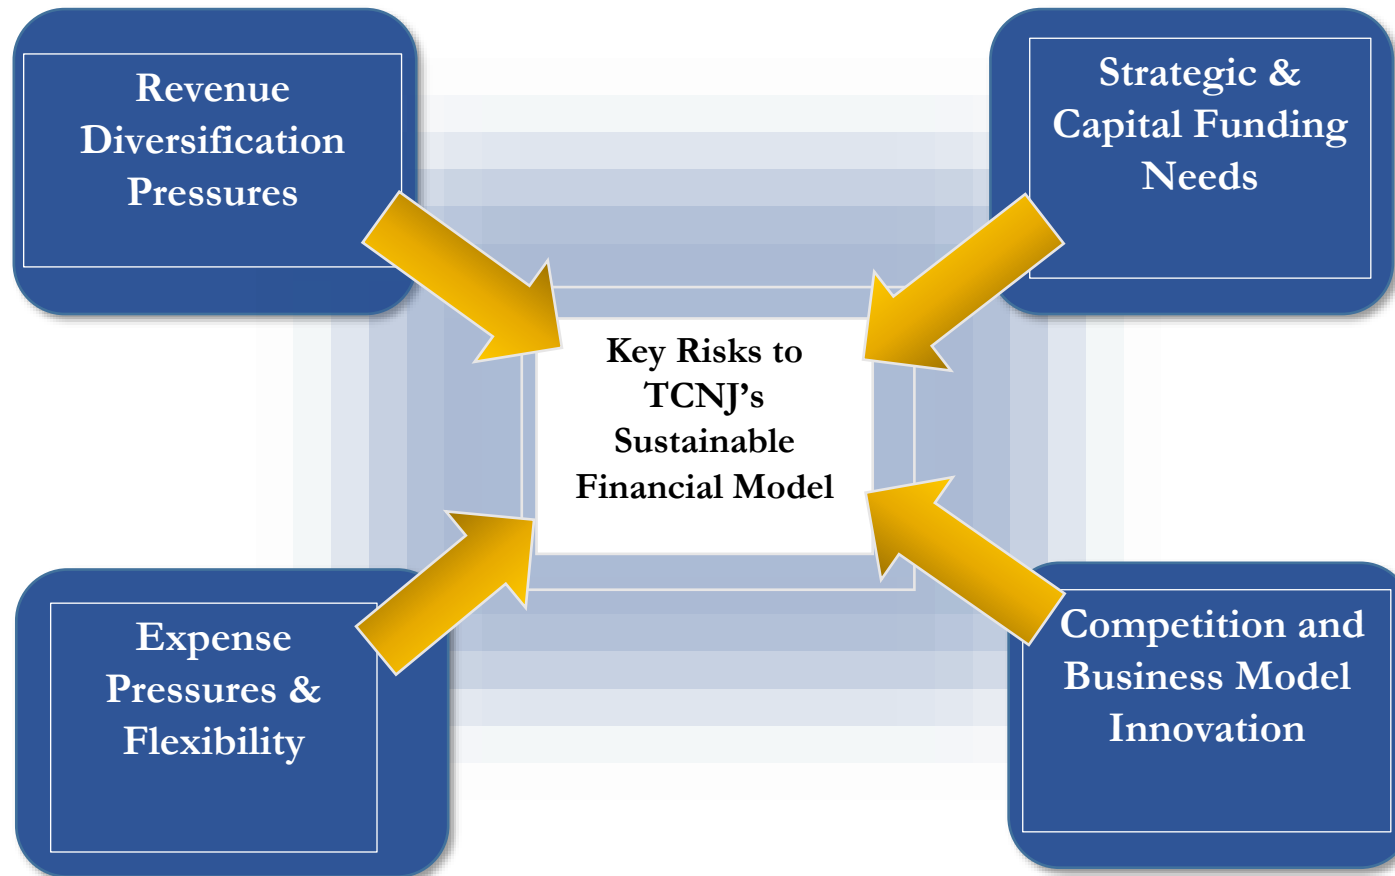 Revenue
Diversification
Pressures
Strategic &
Capital Funding
Needs
Key Risks to
TCNJ’s
Sustainable
Financial Model
Expense
Pressures &
Flexibility
Competition and
Business Model
Innovation